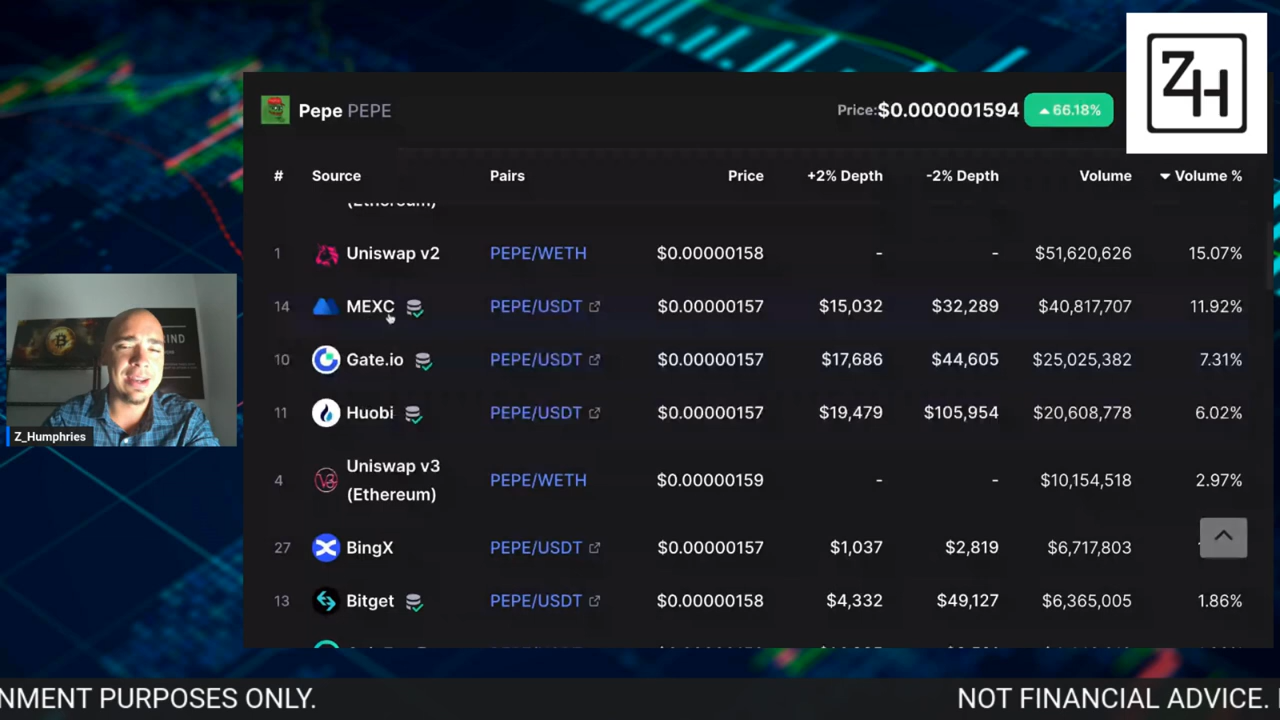 ZH
Pepe PEPE Price:$0.000001594 66.18%
# Source Pairs Price +2% Depth -2% Depth Volume Volume %
(Ethereum)
1 Uniswap v2 PEPE/WETH $0.00000158 - - $51,620,626 15.07%
14 MEXC PEPE/USDT $0.00000157 $15,032 $32,289 $40,817,707 11.92%
10 Gate.io PEPE/USDT $0.00000157 $17,686 $44,605 $25,025,382 7.31%
11 Huobi PEPE/USDT $0.00000157 $19,479 $105,954 $20,608,778 6.02%
4 Uniswap v3 PEPE/WETH $0.00000159 - - $10,154,518 2.97%
(Ethereum)
27 BingX PEPE/USDT $0.00000157 $1,037 $2,819 $6,717,803
13 Bitget PEPE/USDT $0.00000158 $4,332 $49,127 $6,365,005 1.86%
IND
Z_Humphries
NMENT PURPOSES ONLY. NOT FINANCIAL ADVICE.